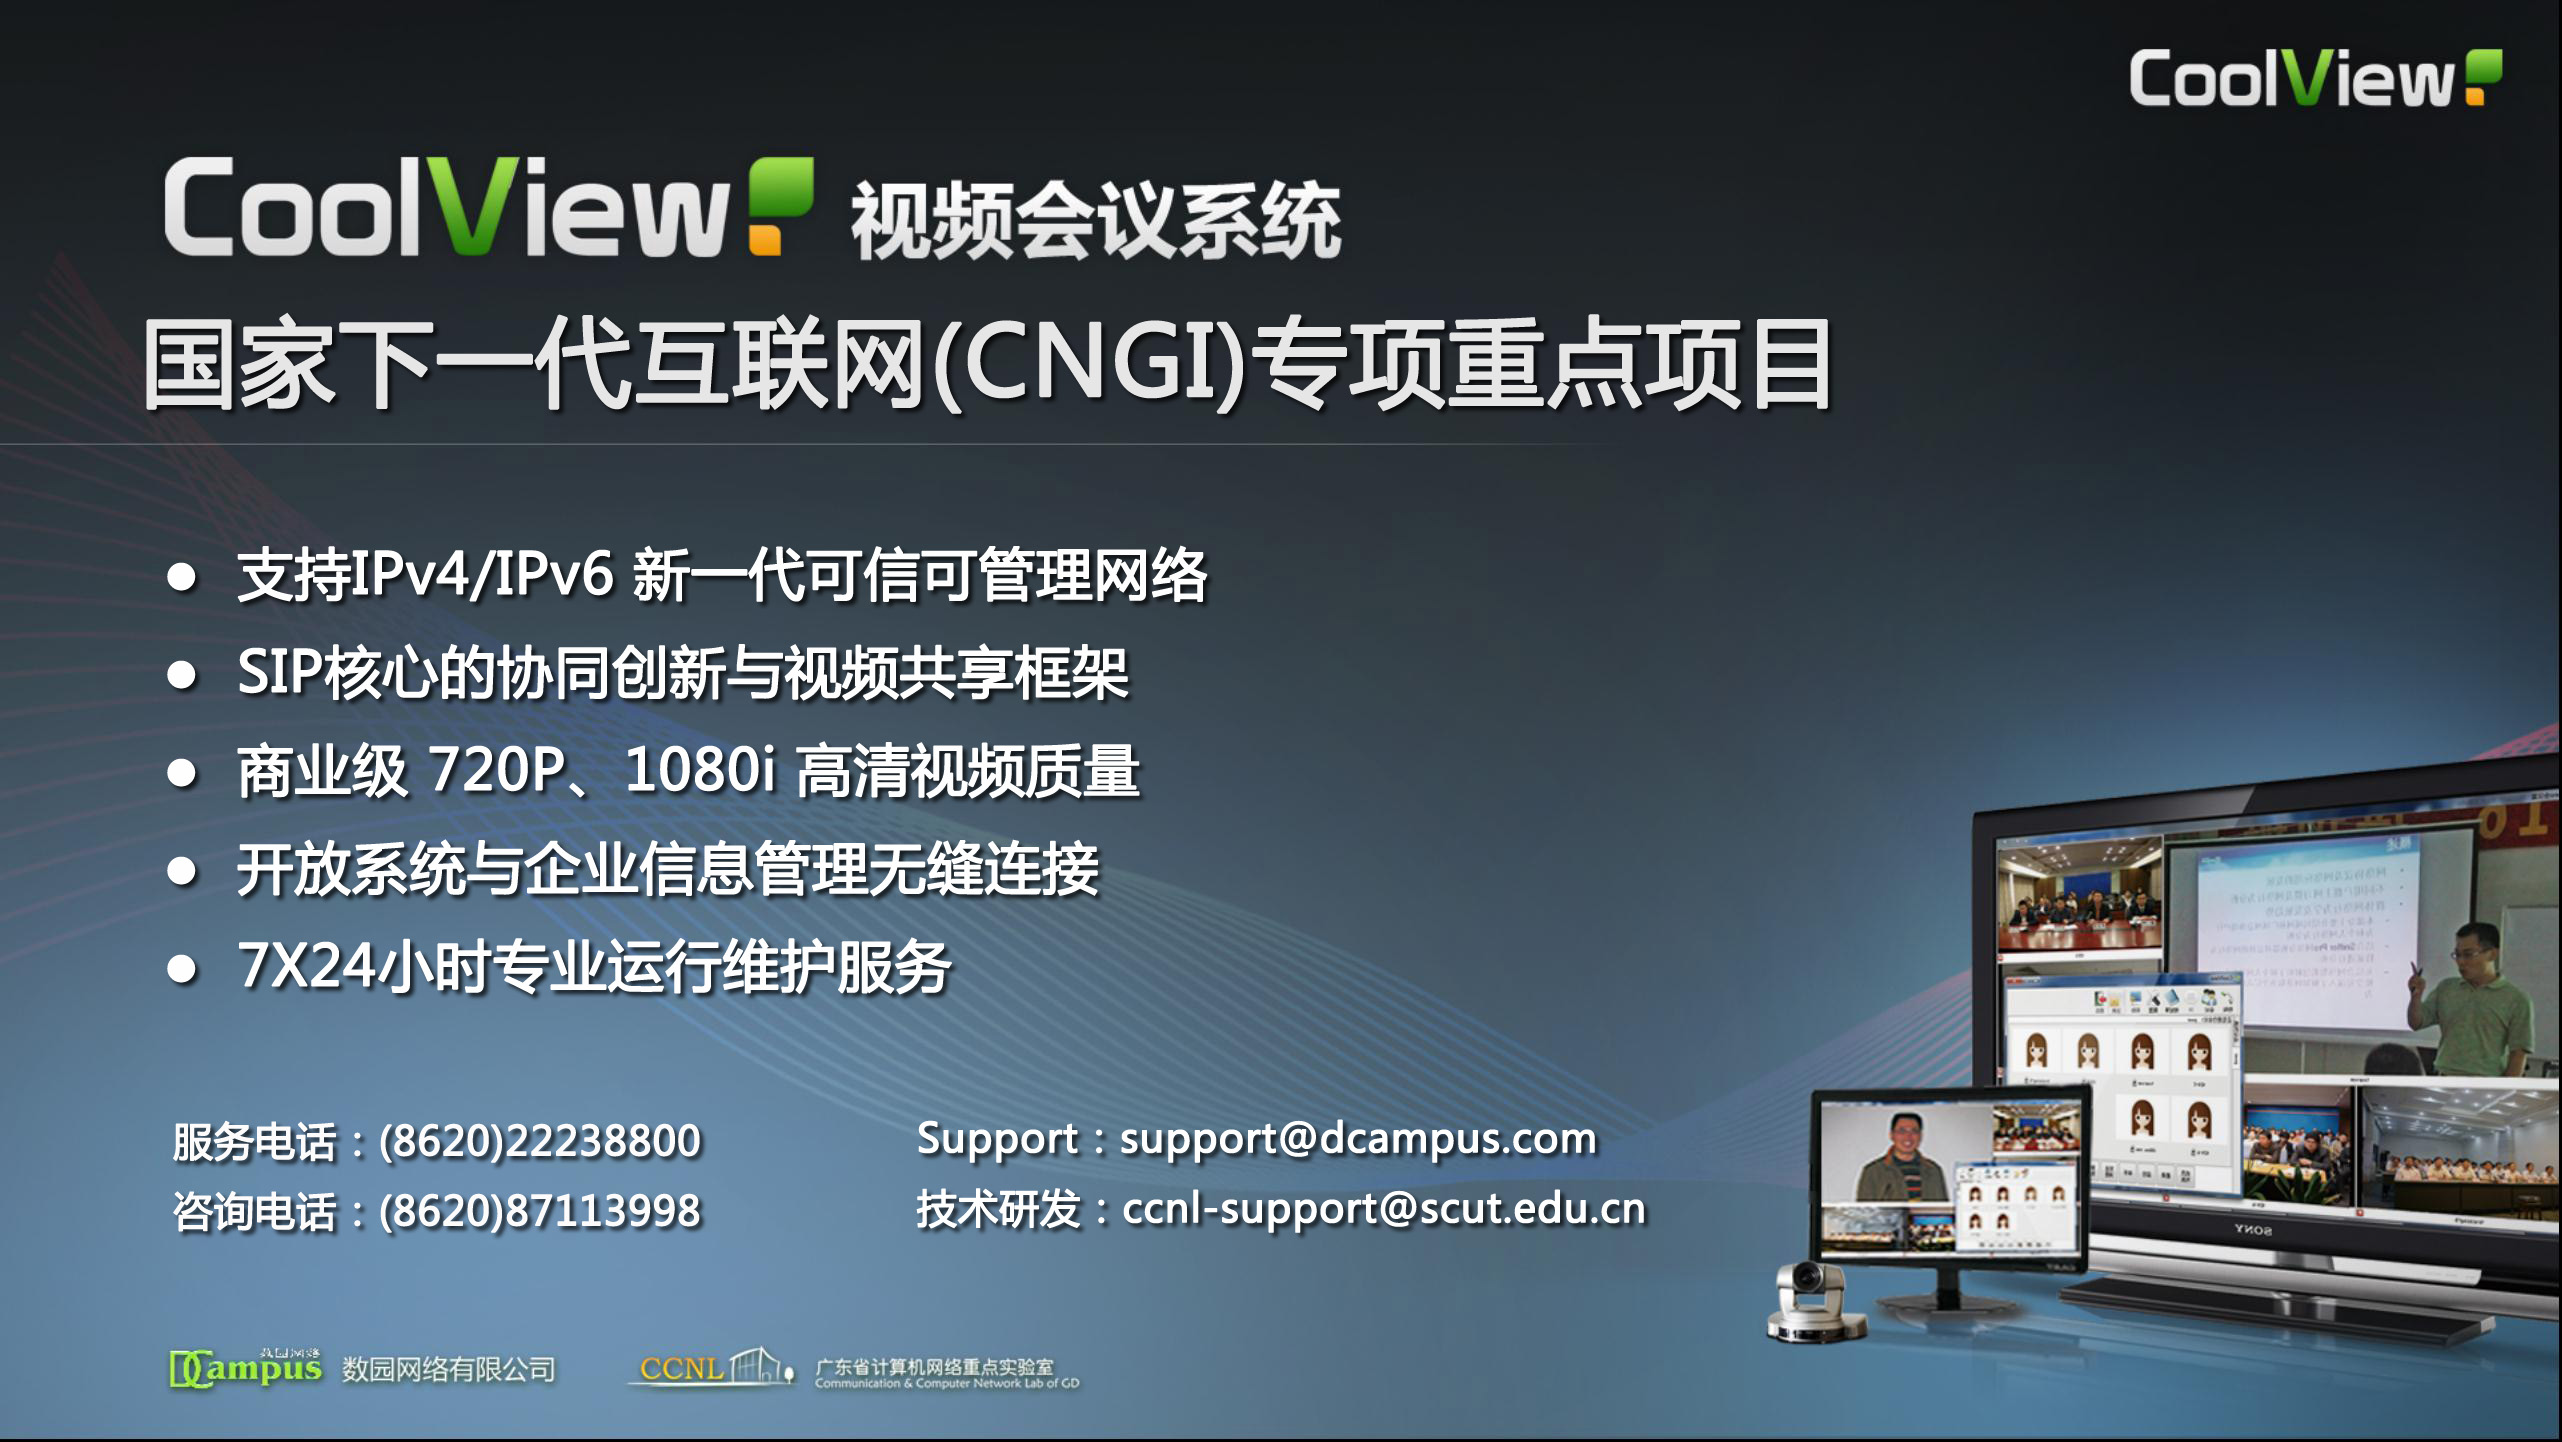 CoolView
CoolView 视频会议系统
国家下一代互联网(CNGI)专项重点项目
● 支持IPv4/IPv6 新一代可信可管理网络
● SIP核心的协同创新与视频共享框架
● 商业级 720P、1080i 高清视频质量
● 开放系统与企业信息管理无缝连接
● 7X24小时专业运行维护服务
服务电话：(8620)22238800
Support：support@dcampus.com
咨询电话：(8620)87113998
技术研发：ccnl-support@scut.edu.cn
SONY
数园网络
DCampus 数园网络有限公司
CCNL 广东省计算机网络重点实验室
Communication & Computer Network Lab of GD